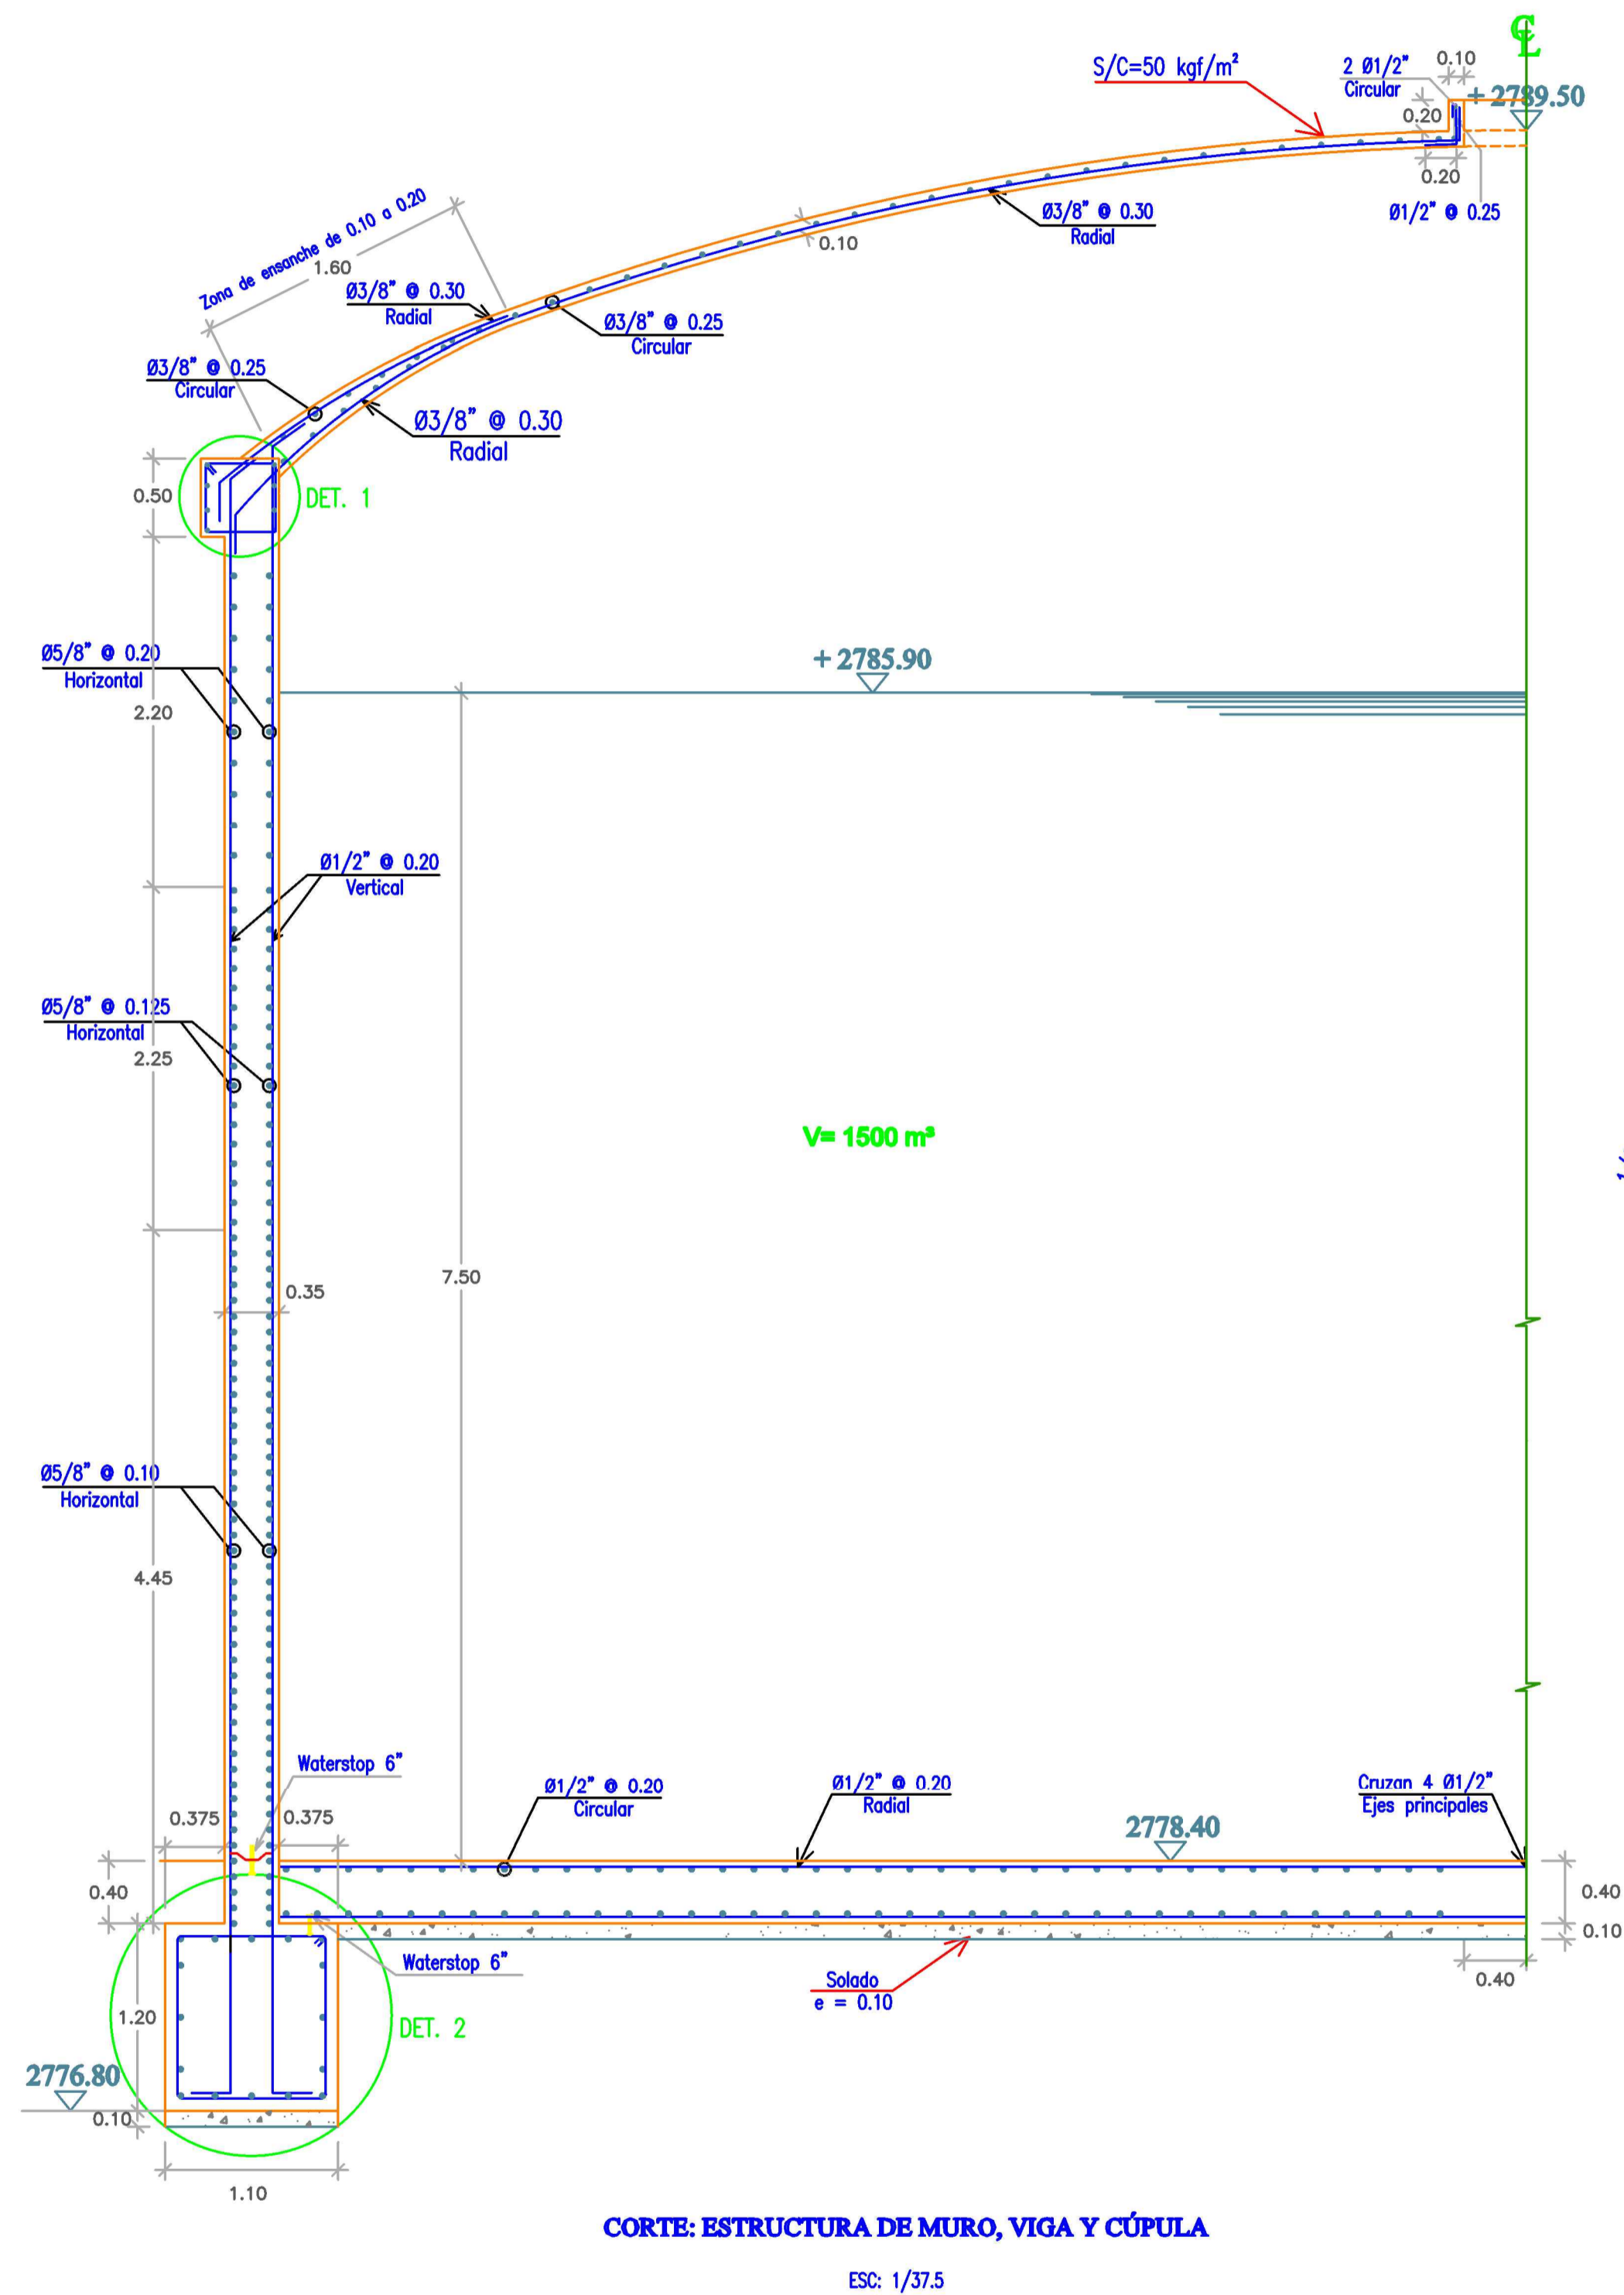 ℄
S/C=50 kgf/m²
2 Ø1/2"
Circular
0.10
+2789.50
0.20
0.20
Ø1/2" @ 0.25
Zona de ensanche de 0.10 a 0.20
1.60
Ø3/8" @ 0.30
Radial
0.10
Ø3/8" @ 0.30
Radial
Ø3/8" @ 0.25
Circular
Ø3/8" @ 0.25
Circular
Ø3/8" @ 0.30
Radial
0.50
DET. 1
Ø5/8" @ 0.20
Horizontal
+2785.90
2.20
Ø1/2" @ 0.20
Vertical
Ø5/8" @ 0.125
Horizontal
2.25
V= 1500 m³
7.50
0.35
Ø5/8" @ 0.10
Horizontal
4.45
Waterstop 6"
0.375
0.375
Ø1/2" @ 0.20
Circular
Ø1/2" @ 0.20
Radial
Cruzan 4 Ø1/2"
Ejes principales
2778.40
0.40
0.40
0.10
Waterstop 6"
Solado
e = 0.10
0.40
1.20
DET. 2
2776.80
0.10
1.10
CORTE: ESTRUCTURA DE MURO, VIGA Y CÚPULA
ESC: 1/37.5